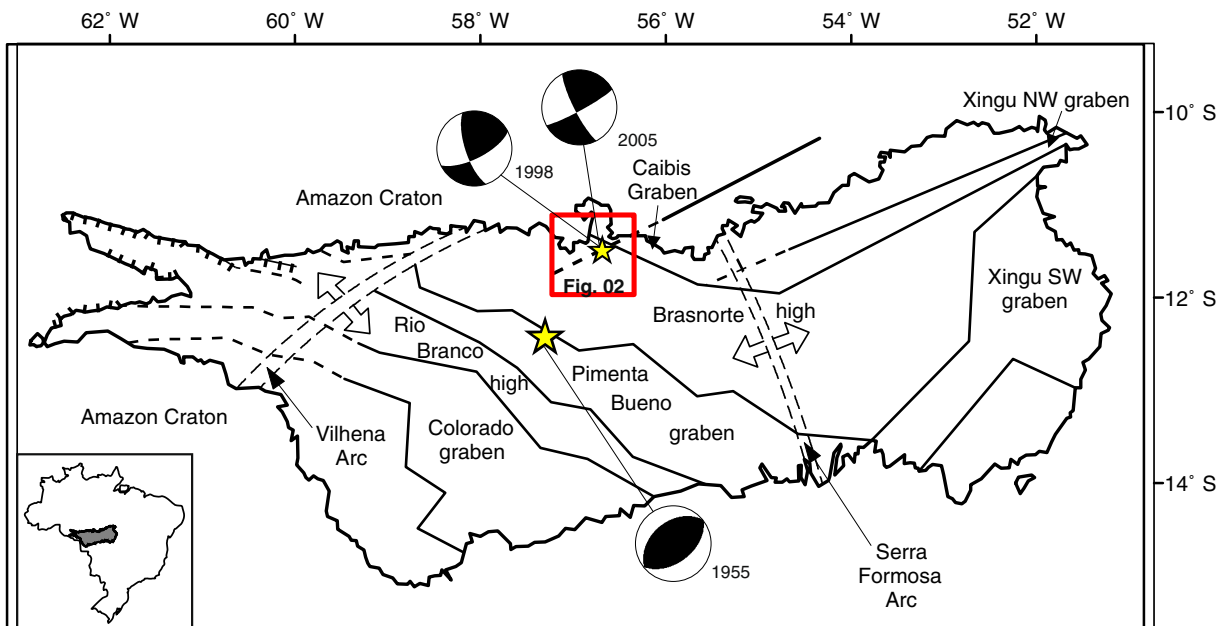 62° W
60° W
58° W
56° W
54° W
52° W
10° S
12° S
14° S
Xingu NW graben
2005
1998
Caibis
Graben
Amazon Craton
Fig. 02
Xingu SW
graben
Brasnorte high
Rio
Branco
high
Pimenta
Bueno
graben
Amazon Craton
Vilhena
Arc
Colorado
graben
1955
Serra
Formosa
Arc